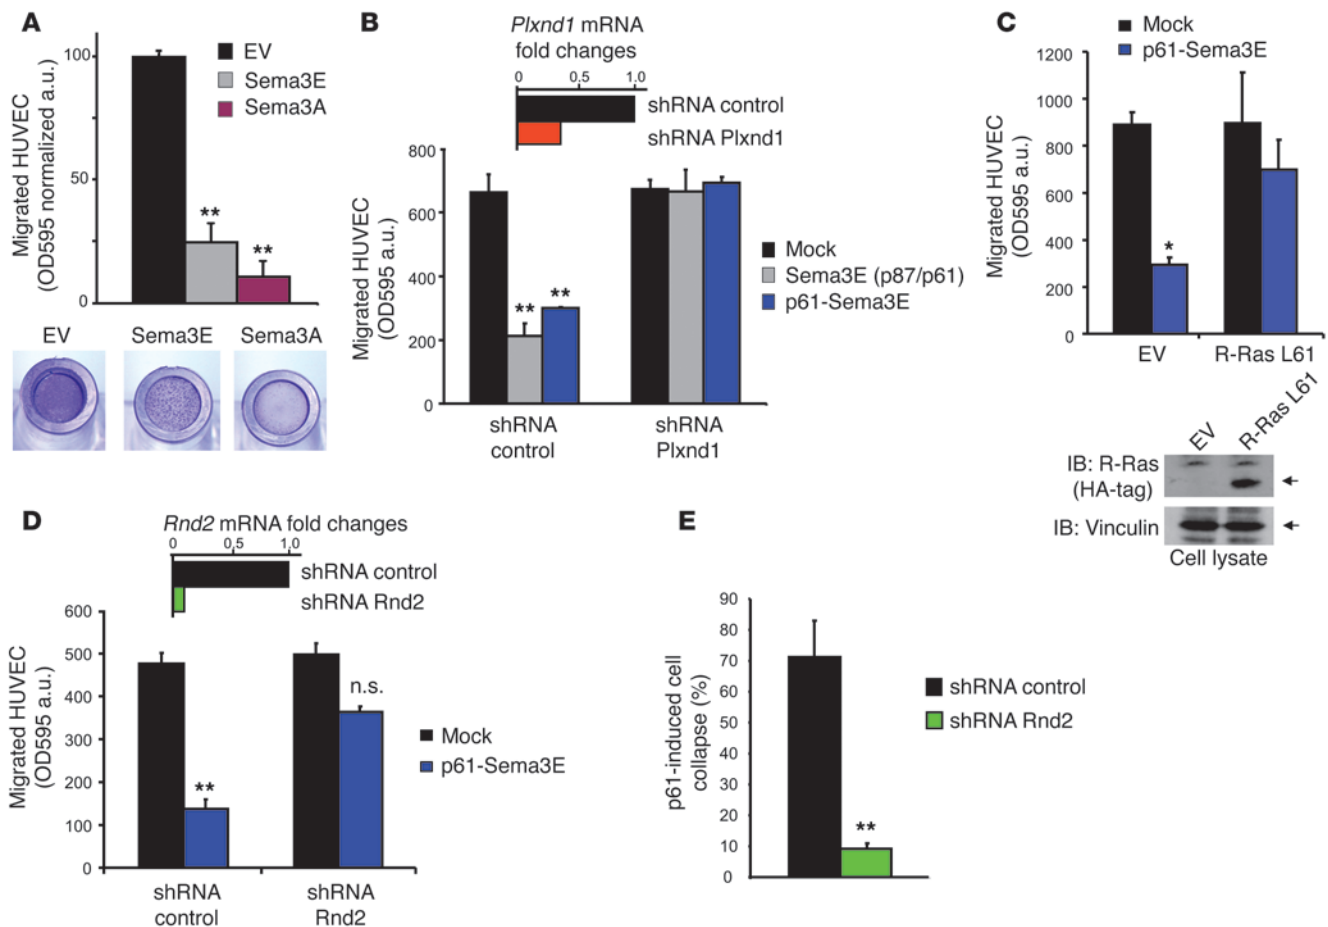 A
Migrated HUVEC
(OD595 normalized a.u.)
100
50
0
EV
Sema3E
Sema3A
**
**
EV Sema3E Sema3A
B
Plxnd1 mRNA
fold changes
0 0.5 1.0
shRNA control
shRNA Plxnd1
Migrated HUVEC
(OD595 a.u.)
800
600
400
200
0
**
**
Mock
Sema3E (p87/p61)
p61-Sema3E
shRNA
control
shRNA
Plxnd1
C
Mock
p61-Sema3E
Migrated HUVEC
(OD595 a.u.)
1200
1000
800
600
400
200
0
*
EV R-Ras L61
EV R-Ras L61
IB: R-Ras
(HA-tag)
IB: Vinculin
Cell lysate
D
Rnd2 mRNA fold changes
0 0,5 1,0
shRNA control
shRNA Rnd2
Migrated HUVEC
(OD595 a.u.)
600
500
400
300
200
100
0
**
n.s.
Mock
p61-Sema3E
shRNA
control
shRNA
Rnd2
E
p61-induced cell
collapse (%)
90
80
70
60
50
40
30
20
10
0
**
shRNA control
shRNA Rnd2